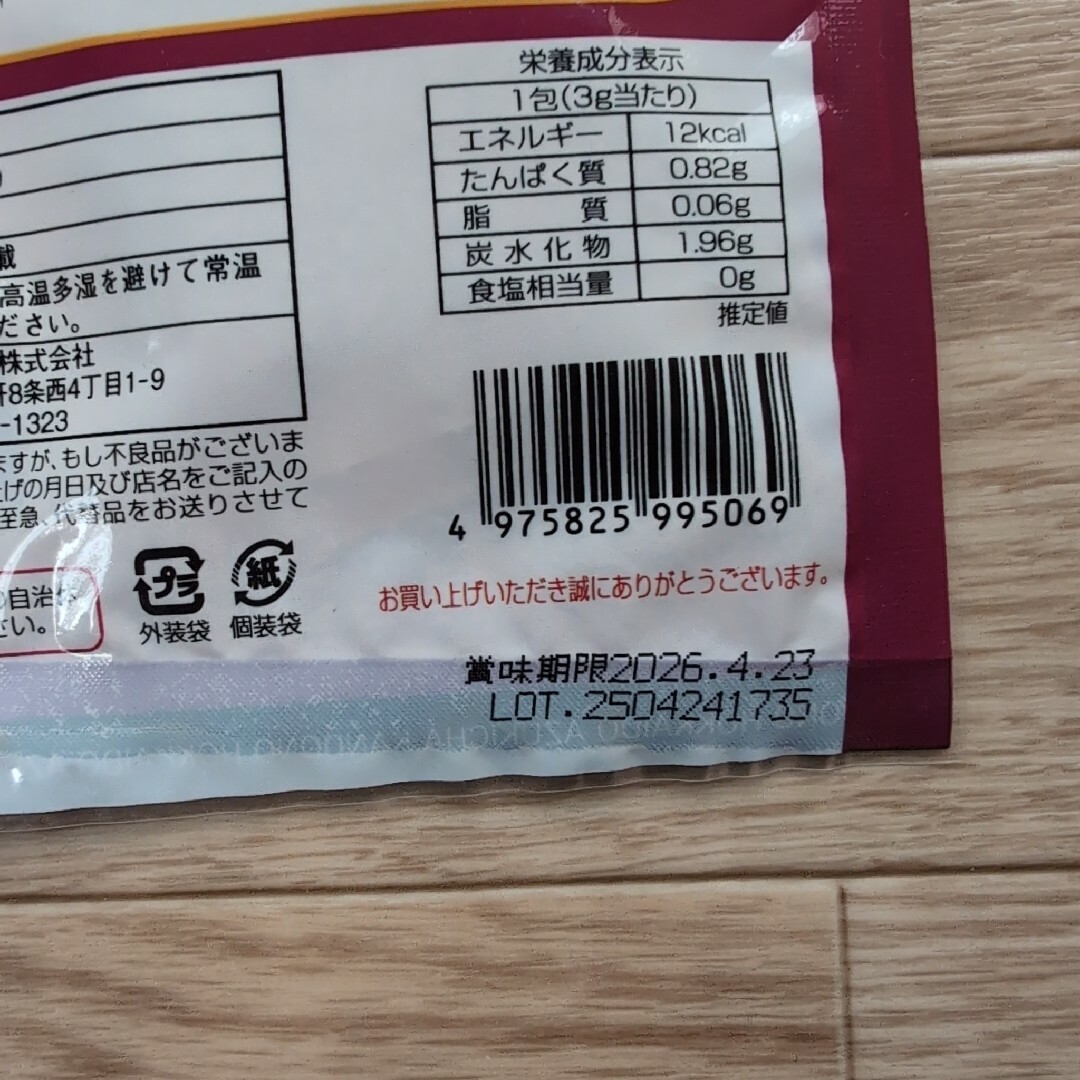 栄養成分表示
1包(3g当たり)
エネルギー 12kcal
たんぱく質 0.82g
脂質 0.06g
炭水化物 1.96g
食塩相当量 0g
推定値
載
高温多湿を避けて常温
ださい。
株式会社
8条西4丁目1-9
-1323
ますが、もし不良品がございま
上げの月日及び店名をご記入の
至急、代替品をお送りさせて
プラ
外装袋
紙
個装袋
の自治体
さい。
4 975825 995069
お買い上げいただき誠にありがとうございます。
賞味期限2026.4.23
LOT.2504241735